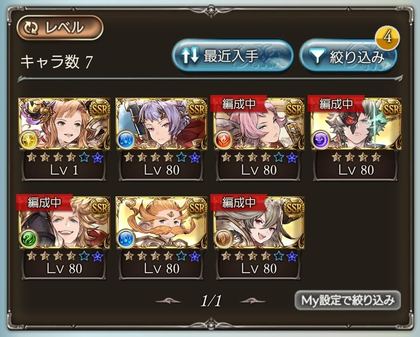 レベル
キャラ数 7
最近入手
絞り込み
4
編成中
編成中
SSR
SSR
SSR
SSR
Lv 1
Lv 80
Lv 80
Lv 80
編成中
編成中
SSR
SSR
SSR
Lv 80
Lv 80
Lv 80
1/1
My設定で絞り込み